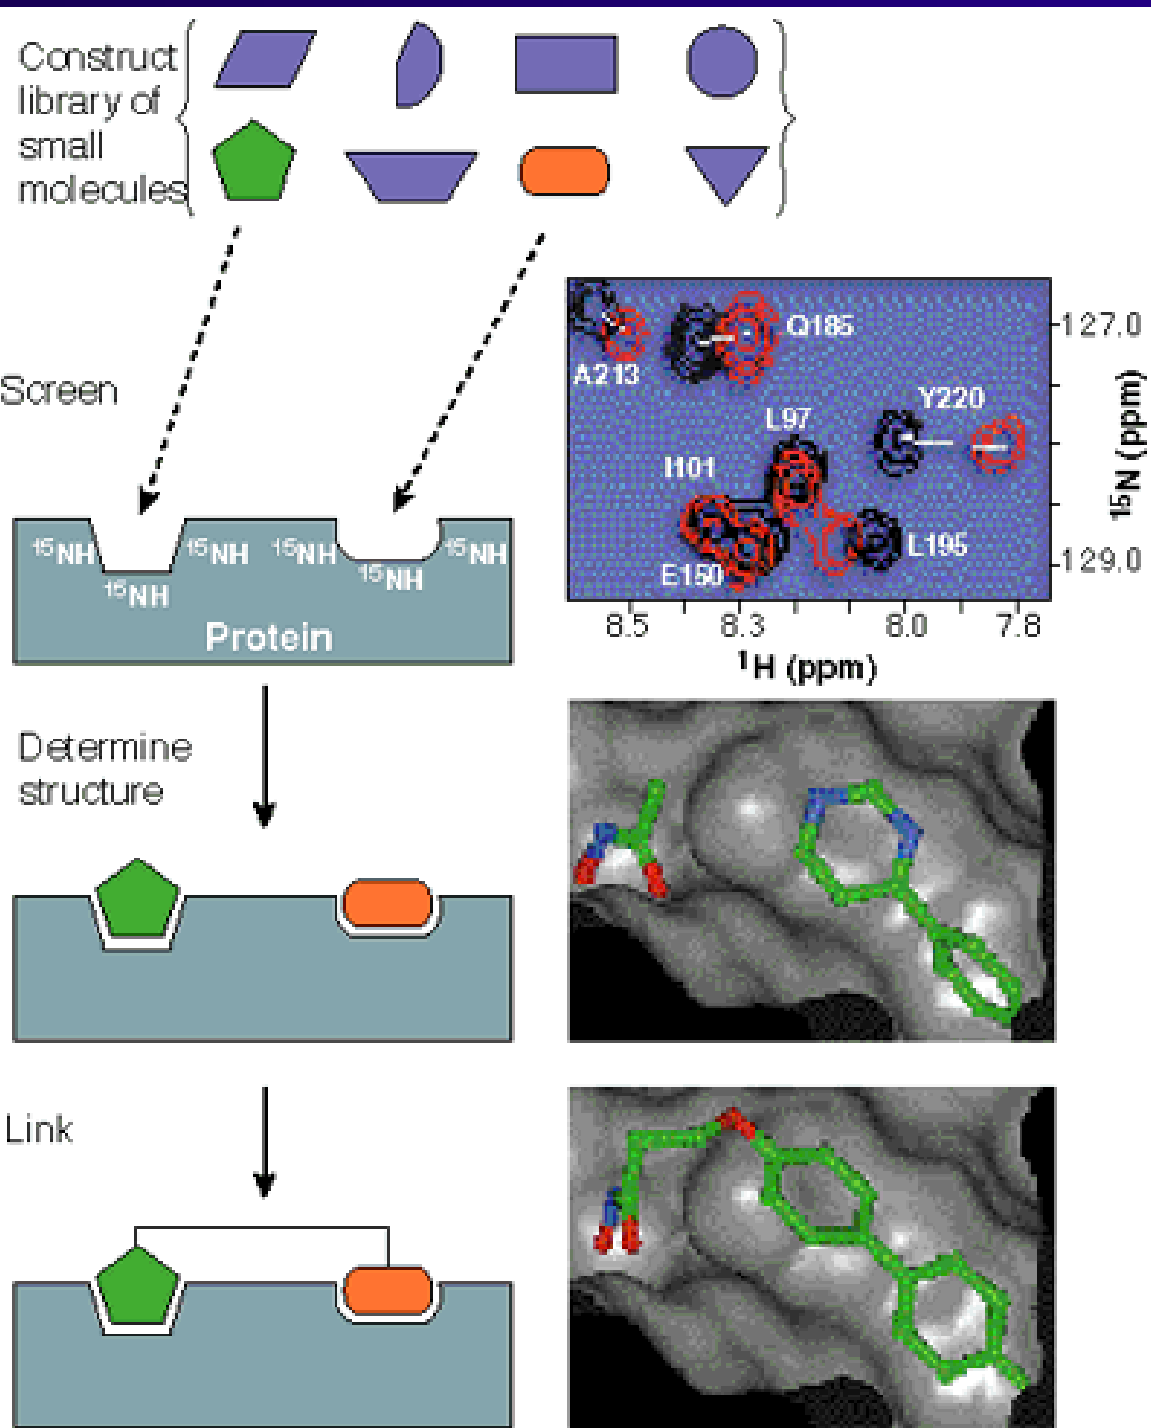 Construct
library of
small
molecules
Screen
¹⁵NH
¹⁵NH
¹⁵NH
¹⁵NH
¹⁵NH
¹⁵NH
Protein
A213
Q185
Y220
L97
I101
L195
E150
127.0
129.0
¹⁵N (ppm)
8.5 8.3 8.0 7.8
¹H (ppm)
Determine
structure
Link